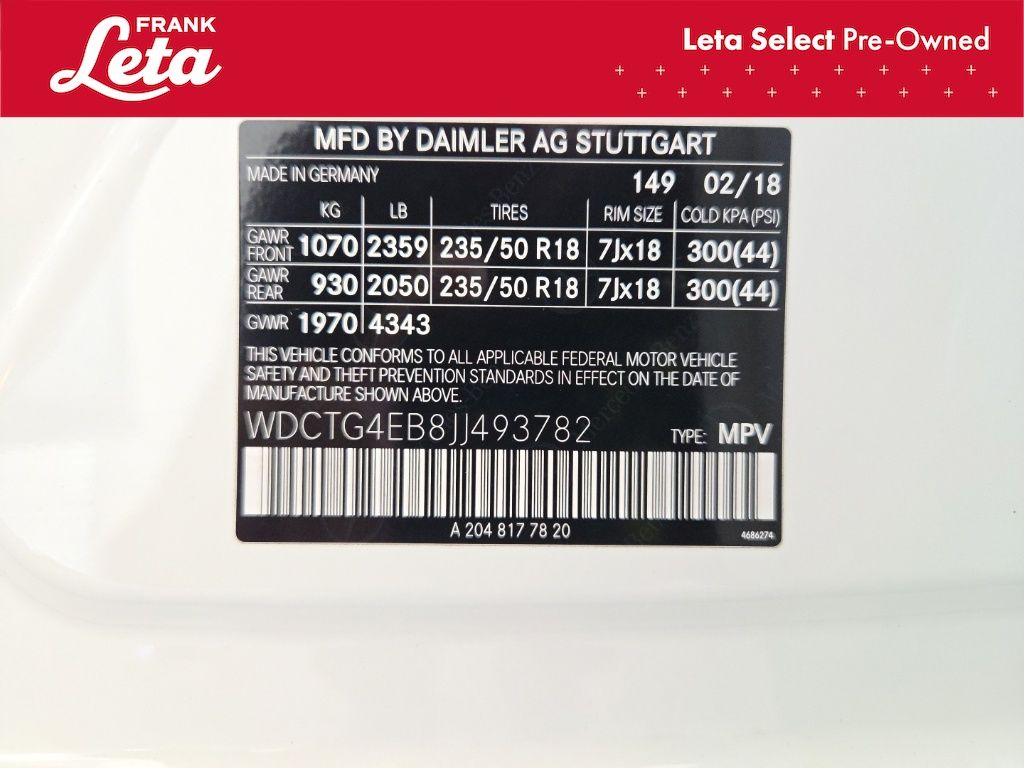 FRANK
Leta
Leta Select Pre-Owned
MFD BY DAIMLER AG STUTTGART
MADE IN GERMANY 149 02/18
KG LB TIRES RIM SIZE COLD KPA (PSI)
GAWR FRONT 1070 2359 235/50 R18 7Jx18 300(44)
GAWR REAR 930 2050 235/50 R18 7Jx18 300(44)
GVWR 1970 4343
THIS VEHICLE CONFORMS TO ALL APPLICABLE FEDERAL MOTOR VEHICLE
SAFETY AND THEFT PREVENTION STANDARDS IN EFFECT ON THE DATE OF
MANUFACTURE SHOWN ABOVE.
WDCTG4EB8JJ493782 TYPE: MPV
A 204 817 78 20 4686274